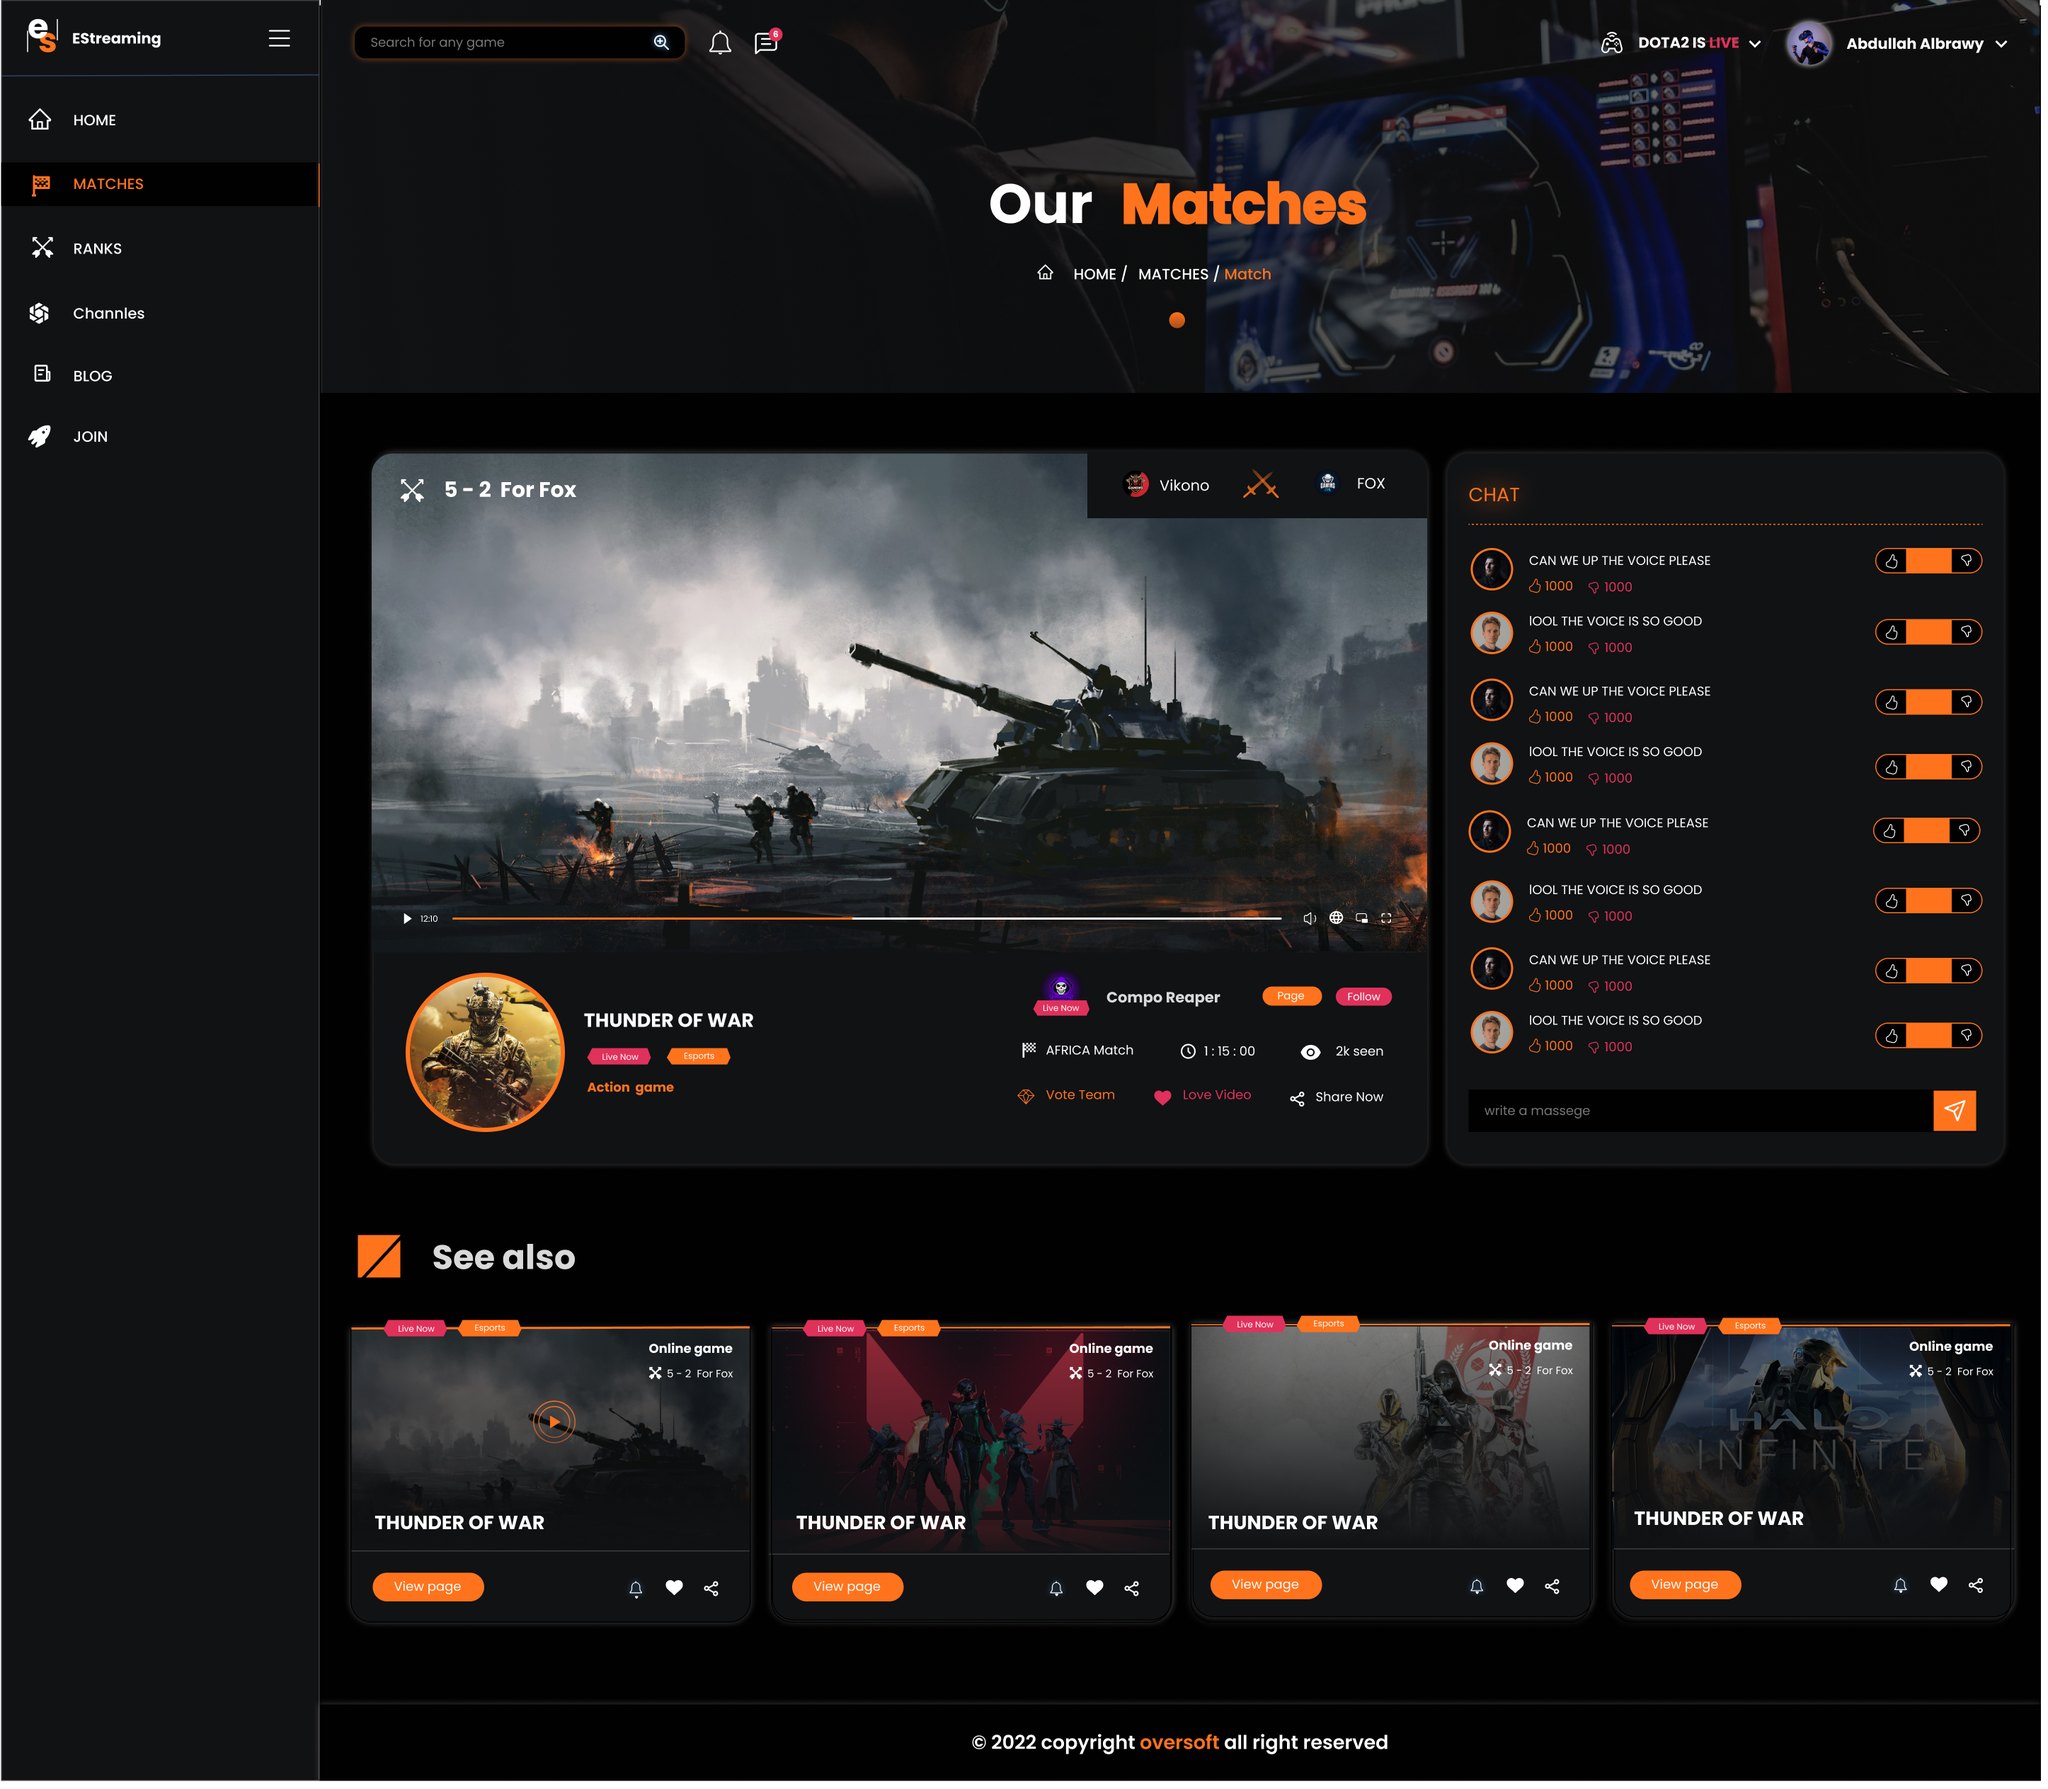 es EStreaming
Search for any game
6
DOTA2 IS LIVE
Abdullah Albrawy
HOME
MATCHES
RANKS
Channles
BLOG
JOIN
Our Matches
HOME / MATCHES / Match
5 - 2 For Fox
Vikono
FOX
12:10
THUNDER OF WAR
Live Now
Esports
Action game
Live Now
Compo Reaper
Page
Follow
AFRICA Match
1 : 15 : 00
2k seen
Vote Team
Love Video
Share Now
CHAT
CAN WE UP THE VOICE PLEASE
1000 1000
lOOL THE VOICE IS SO GOOD
1000 1000
CAN WE UP THE VOICE PLEASE
1000 1000
lOOL THE VOICE IS SO GOOD
1000 1000
CAN WE UP THE VOICE PLEASE
1000 1000
lOOL THE VOICE IS SO GOOD
1000 1000
CAN WE UP THE VOICE PLEASE
1000 1000
lOOL THE VOICE IS SO GOOD
1000 1000
write a massege
See also
Live Now
Esports
Online game
5 - 2 For Fox
THUNDER OF WAR
View page
Live Now
Esports
Online game
5 - 2 For Fox
THUNDER OF WAR
View page
Live Now
Esports
Online game
5 - 2 For Fox
THUNDER OF WAR
View page
Live Now
Esports
Online game
5 - 2 For Fox
HALO
INFINITE
THUNDER OF WAR
View page
© 2022 copyright oversoft all right reserved